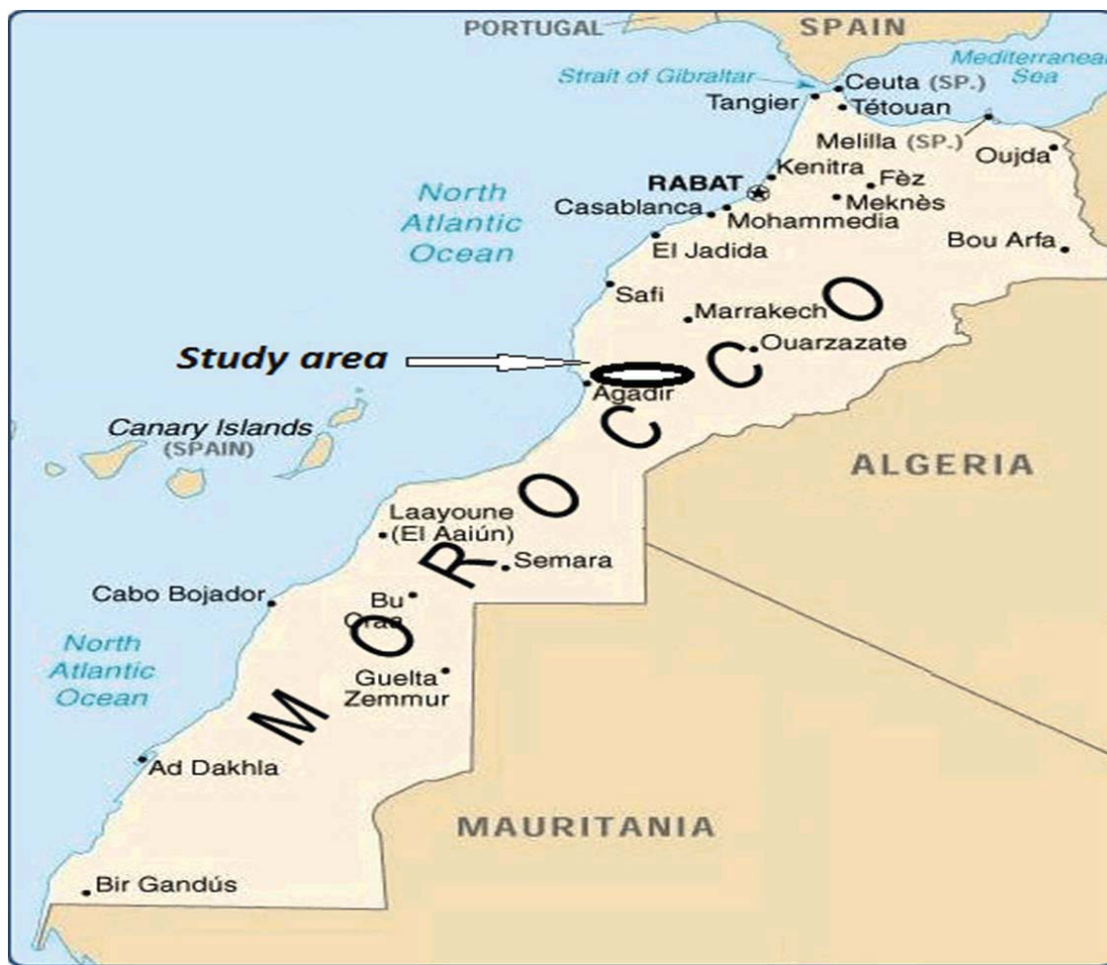 PORTUGAL
SPAIN
Strait of Gibraltar
Mediterranean
Sea
Ceuta (SP.)
Tangier
Tétouan
Melilla (SP.)
Oujda
Kenitra
RABAT
Fèz
Casablanca
Meknès
Mohammedia
North
Atlantic
Ocean
El Jadida
Bou Arfa
Safi
Marrakech
Ouarzazate
Study area
Agadir
Canary Islands
(SPAIN)
ALGERIA
MOROCCO
Laayoune
(El Aaiún)
Semara
Cabo Bojador
Bu
North
Atlantic
Ocean
Guelta
Zemmur
Ad Dakhla
MAURITANIA
Bir Gandús